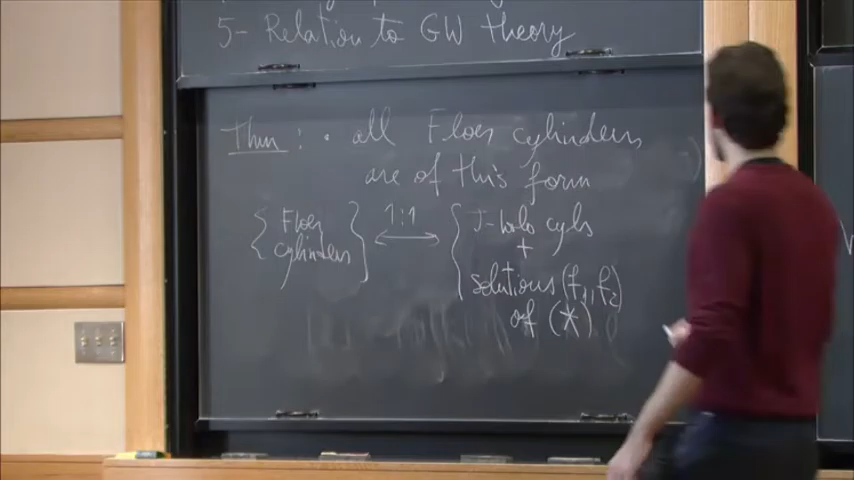 5- Relation to GW theory
Thm : • all Floer cylinders
are of this form
{ Floer cylinders } 1:1 ⟷ { J-holo cyls
+
solutions (f1, f2)
of (*)